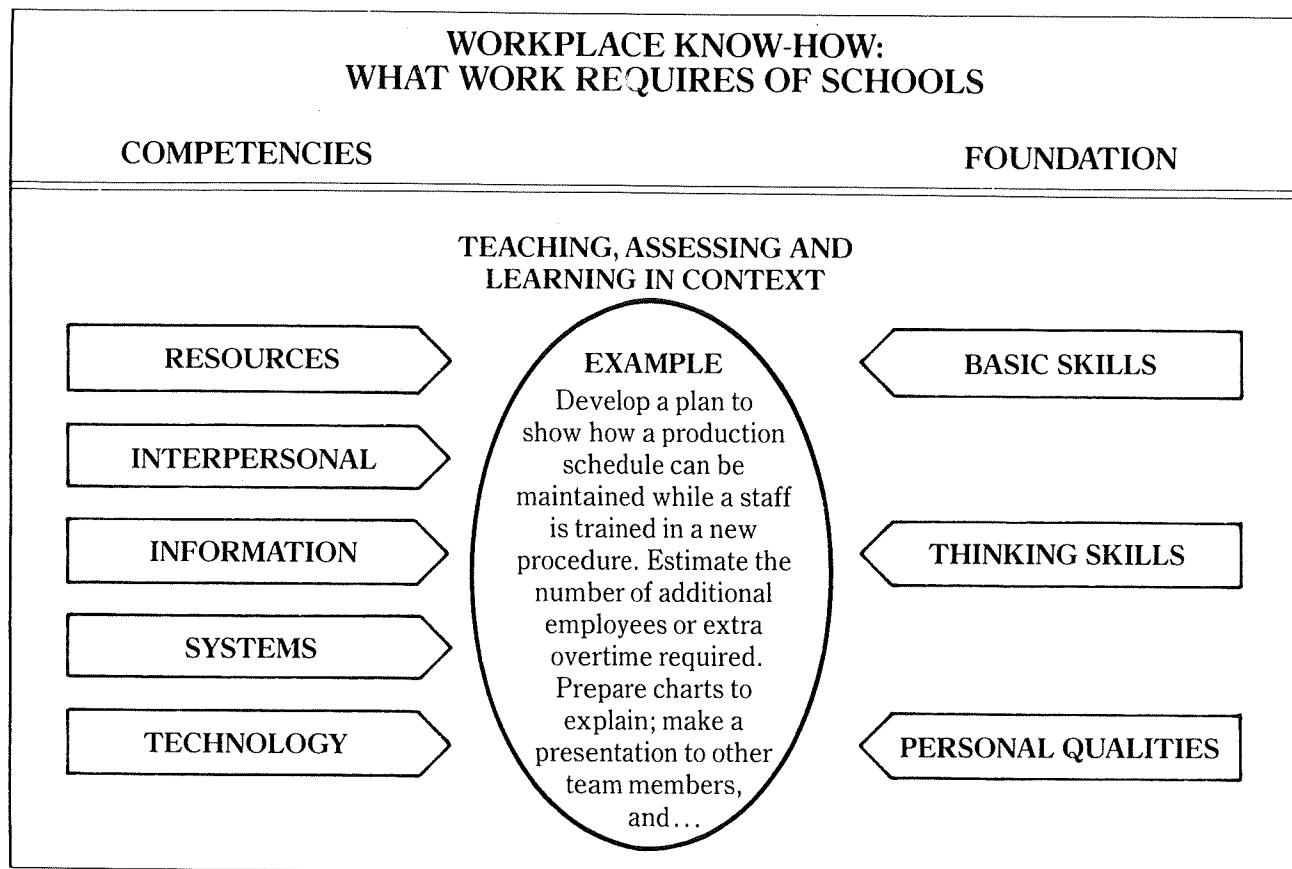 WORKPLACE KNOW-HOW:
WHAT WORK REQUIRES OF SCHOOLS
COMPETENCIES
FOUNDATION
TEACHING, ASSESSING AND
LEARNING IN CONTEXT
RESOURCES
INTERPERSONAL
INFORMATION
SYSTEMS
TECHNOLOGY
EXAMPLE
Develop a plan to
show how a production
schedule can be
maintained while a staff
is trained in a new
procedure. Estimate the
number of additional
employees or extra
overtime required.
Prepare charts to
explain; make a
presentation to other
team members,
and...
BASIC SKILLS
THINKING SKILLS
PERSONAL QUALITIES